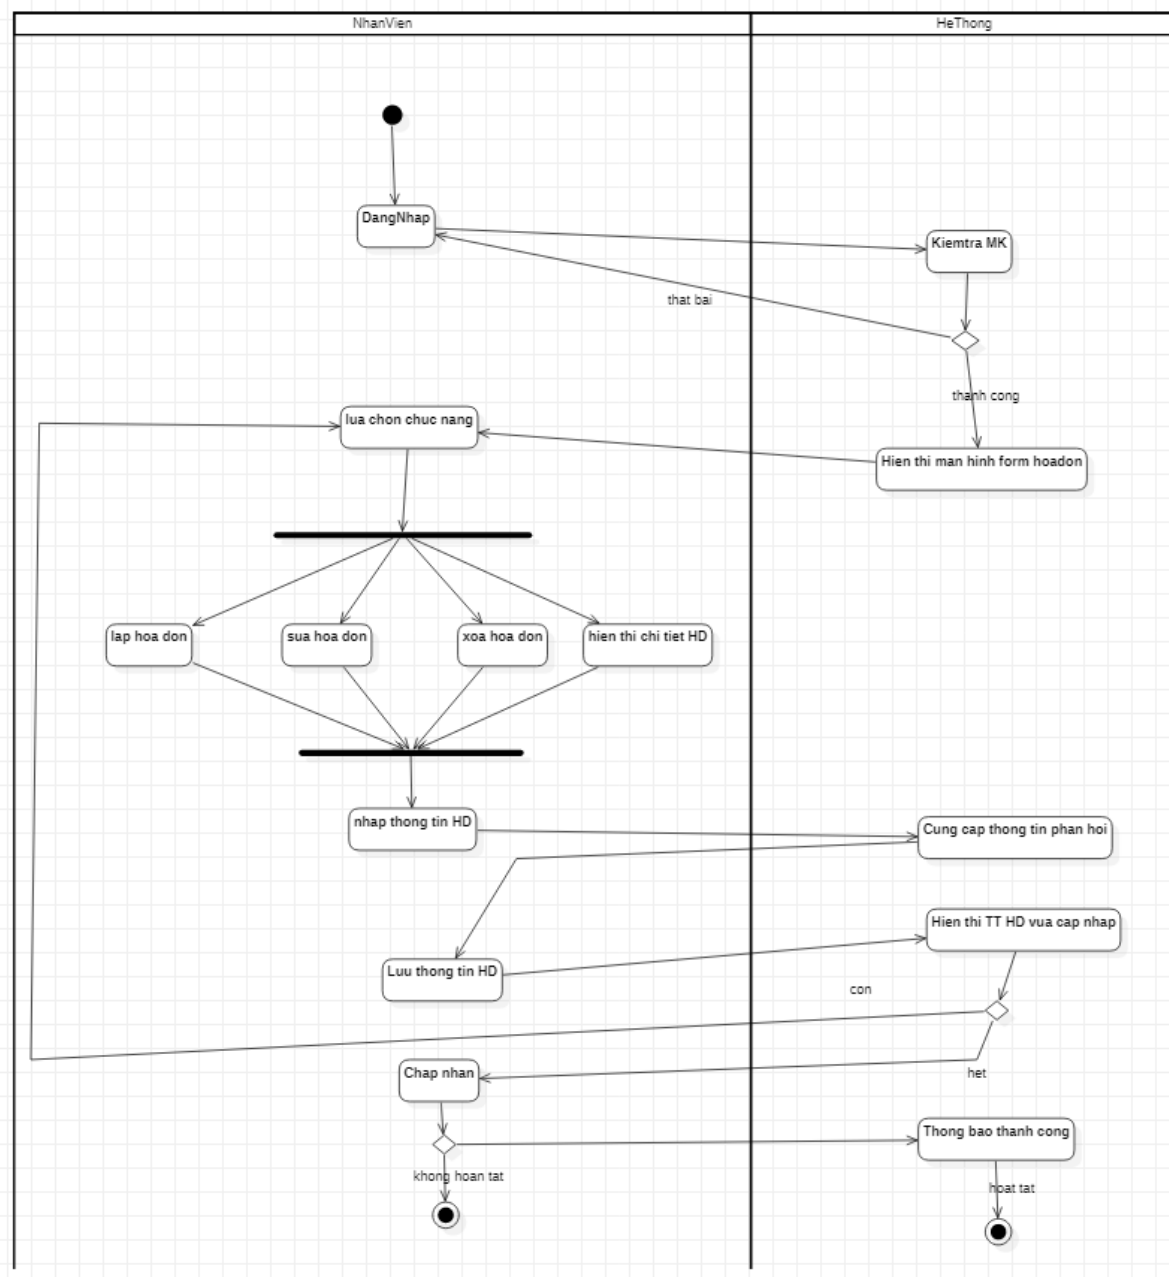 NhanVien
HeThong
DangNhap
Kiemtra MK
that bai
thanh cong
lua chon chuc nang
Hien thi man hinh form hoadon
lap hoa don
sua hoa don
xoa hoa don
hien thi chi tiet HD
nhap thong tin HD
Cung cap thong tin phan hoi
Hien thi TT HD vua cap nhap
Luu thong tin HD
con
Chap nhan
het
Thong bao thanh cong
khong hoan tat
hoat tat